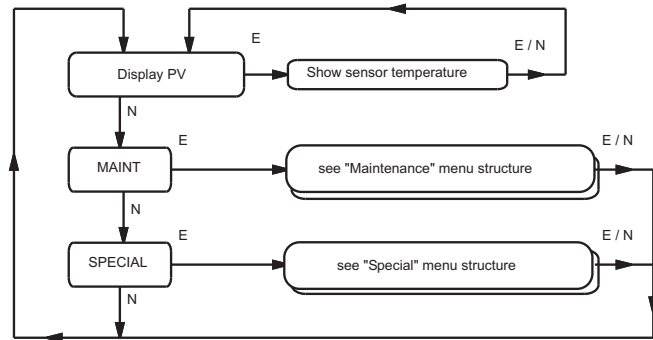 E
E / N
Display PV
Show sensor temperature
N
E
E / N
MAINT
see "Maintenance" menu structure
N
E
E / N
SPECIAL
see "Special" menu structure
N